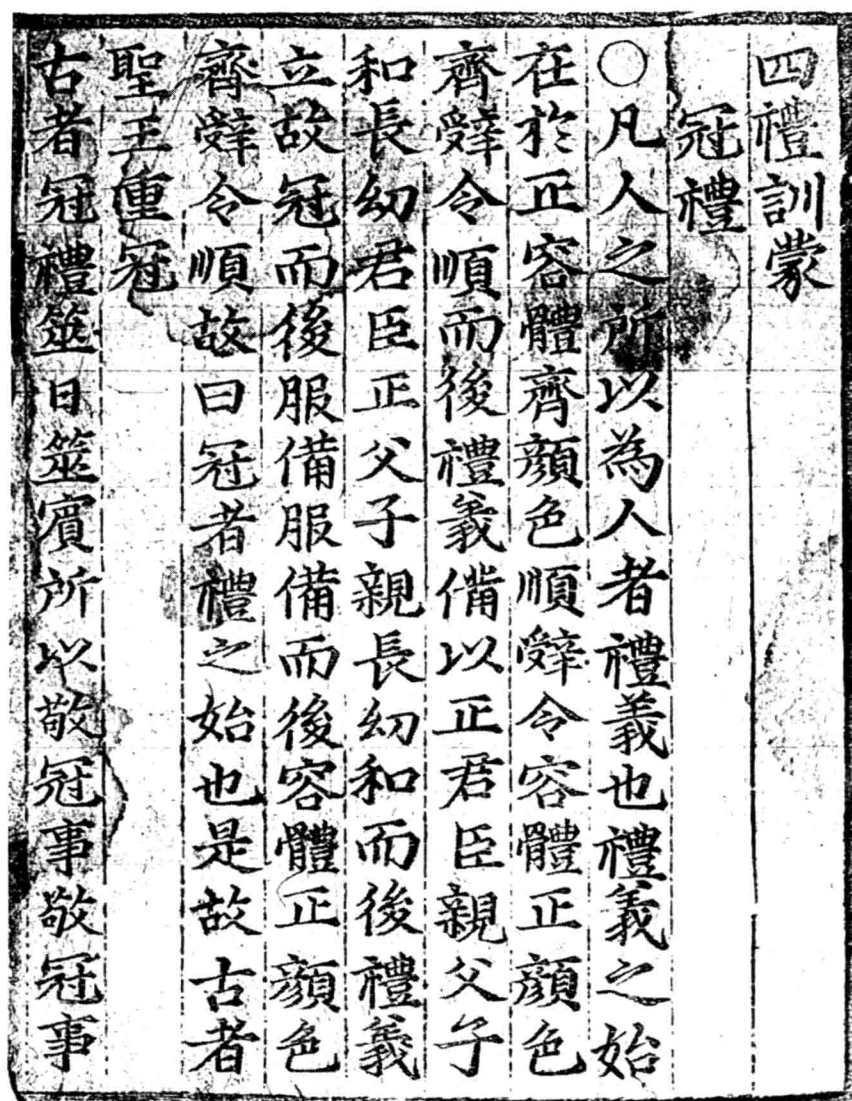 四禮訓蒙
冠禮
○凡人之所以為人者禮義也禮義之始
在於正容體齊顏色順辭令容體正顏色
齊辭令順而後禮義備以正君臣親父子
和長幼君臣正父子親長幼和而後禮義
立故冠而後服備服備而後容體正顏色
齊辭令順故曰冠者禮之始也是故古者
聖王重冠
古者冠禮筮日筮賓所以敬冠事敬冠事